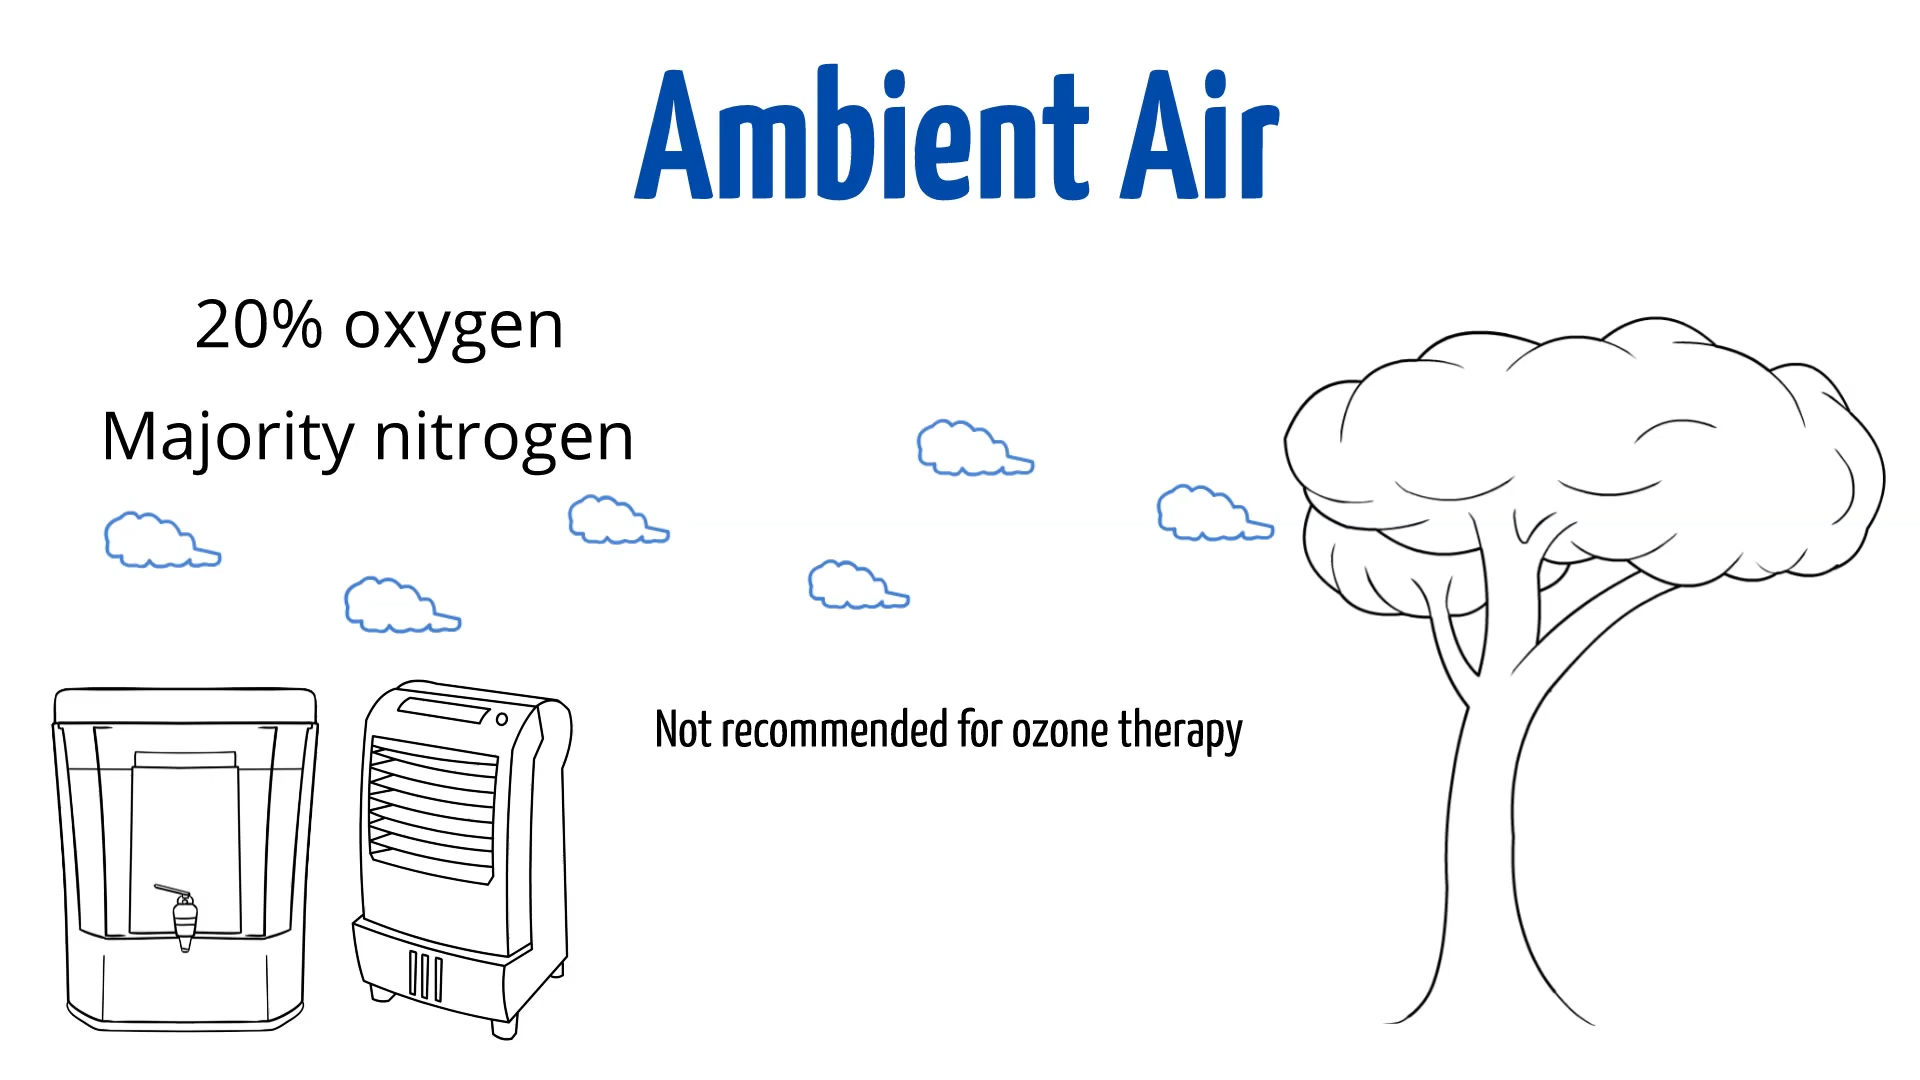 Ambient Air
20% oxygen
Majority nitrogen
Not recommended for ozone therapy